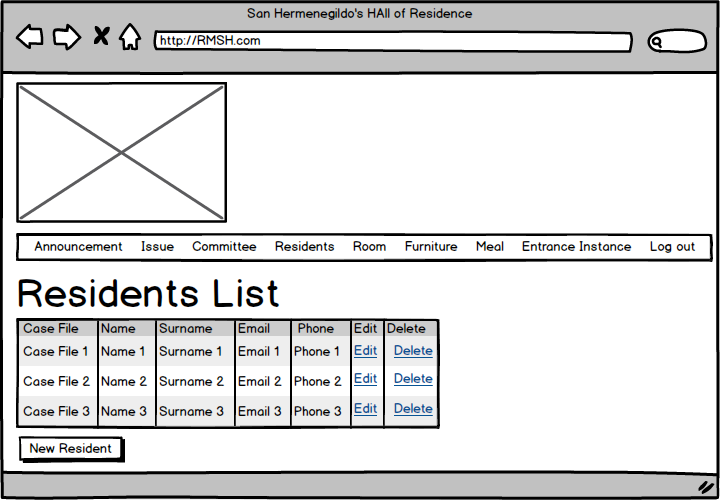 San Hermenegildo's HAll of Residence
http://RMSH.com
Announcement Issue Committee Residents Room Furniture Meal Entrance Instance Log out
Residents List
Case File Name Surname Email Phone Edit Delete
Case File 1 Name 1 Surname 1 Email 1 Phone 1 Edit Delete
Case File 2 Name 2 Surname 2 Email 2 Phone 2 Edit Delete
Case File 3 Name 3 Surname 3 Email 3 Phone 3 Edit Delete
New Resident